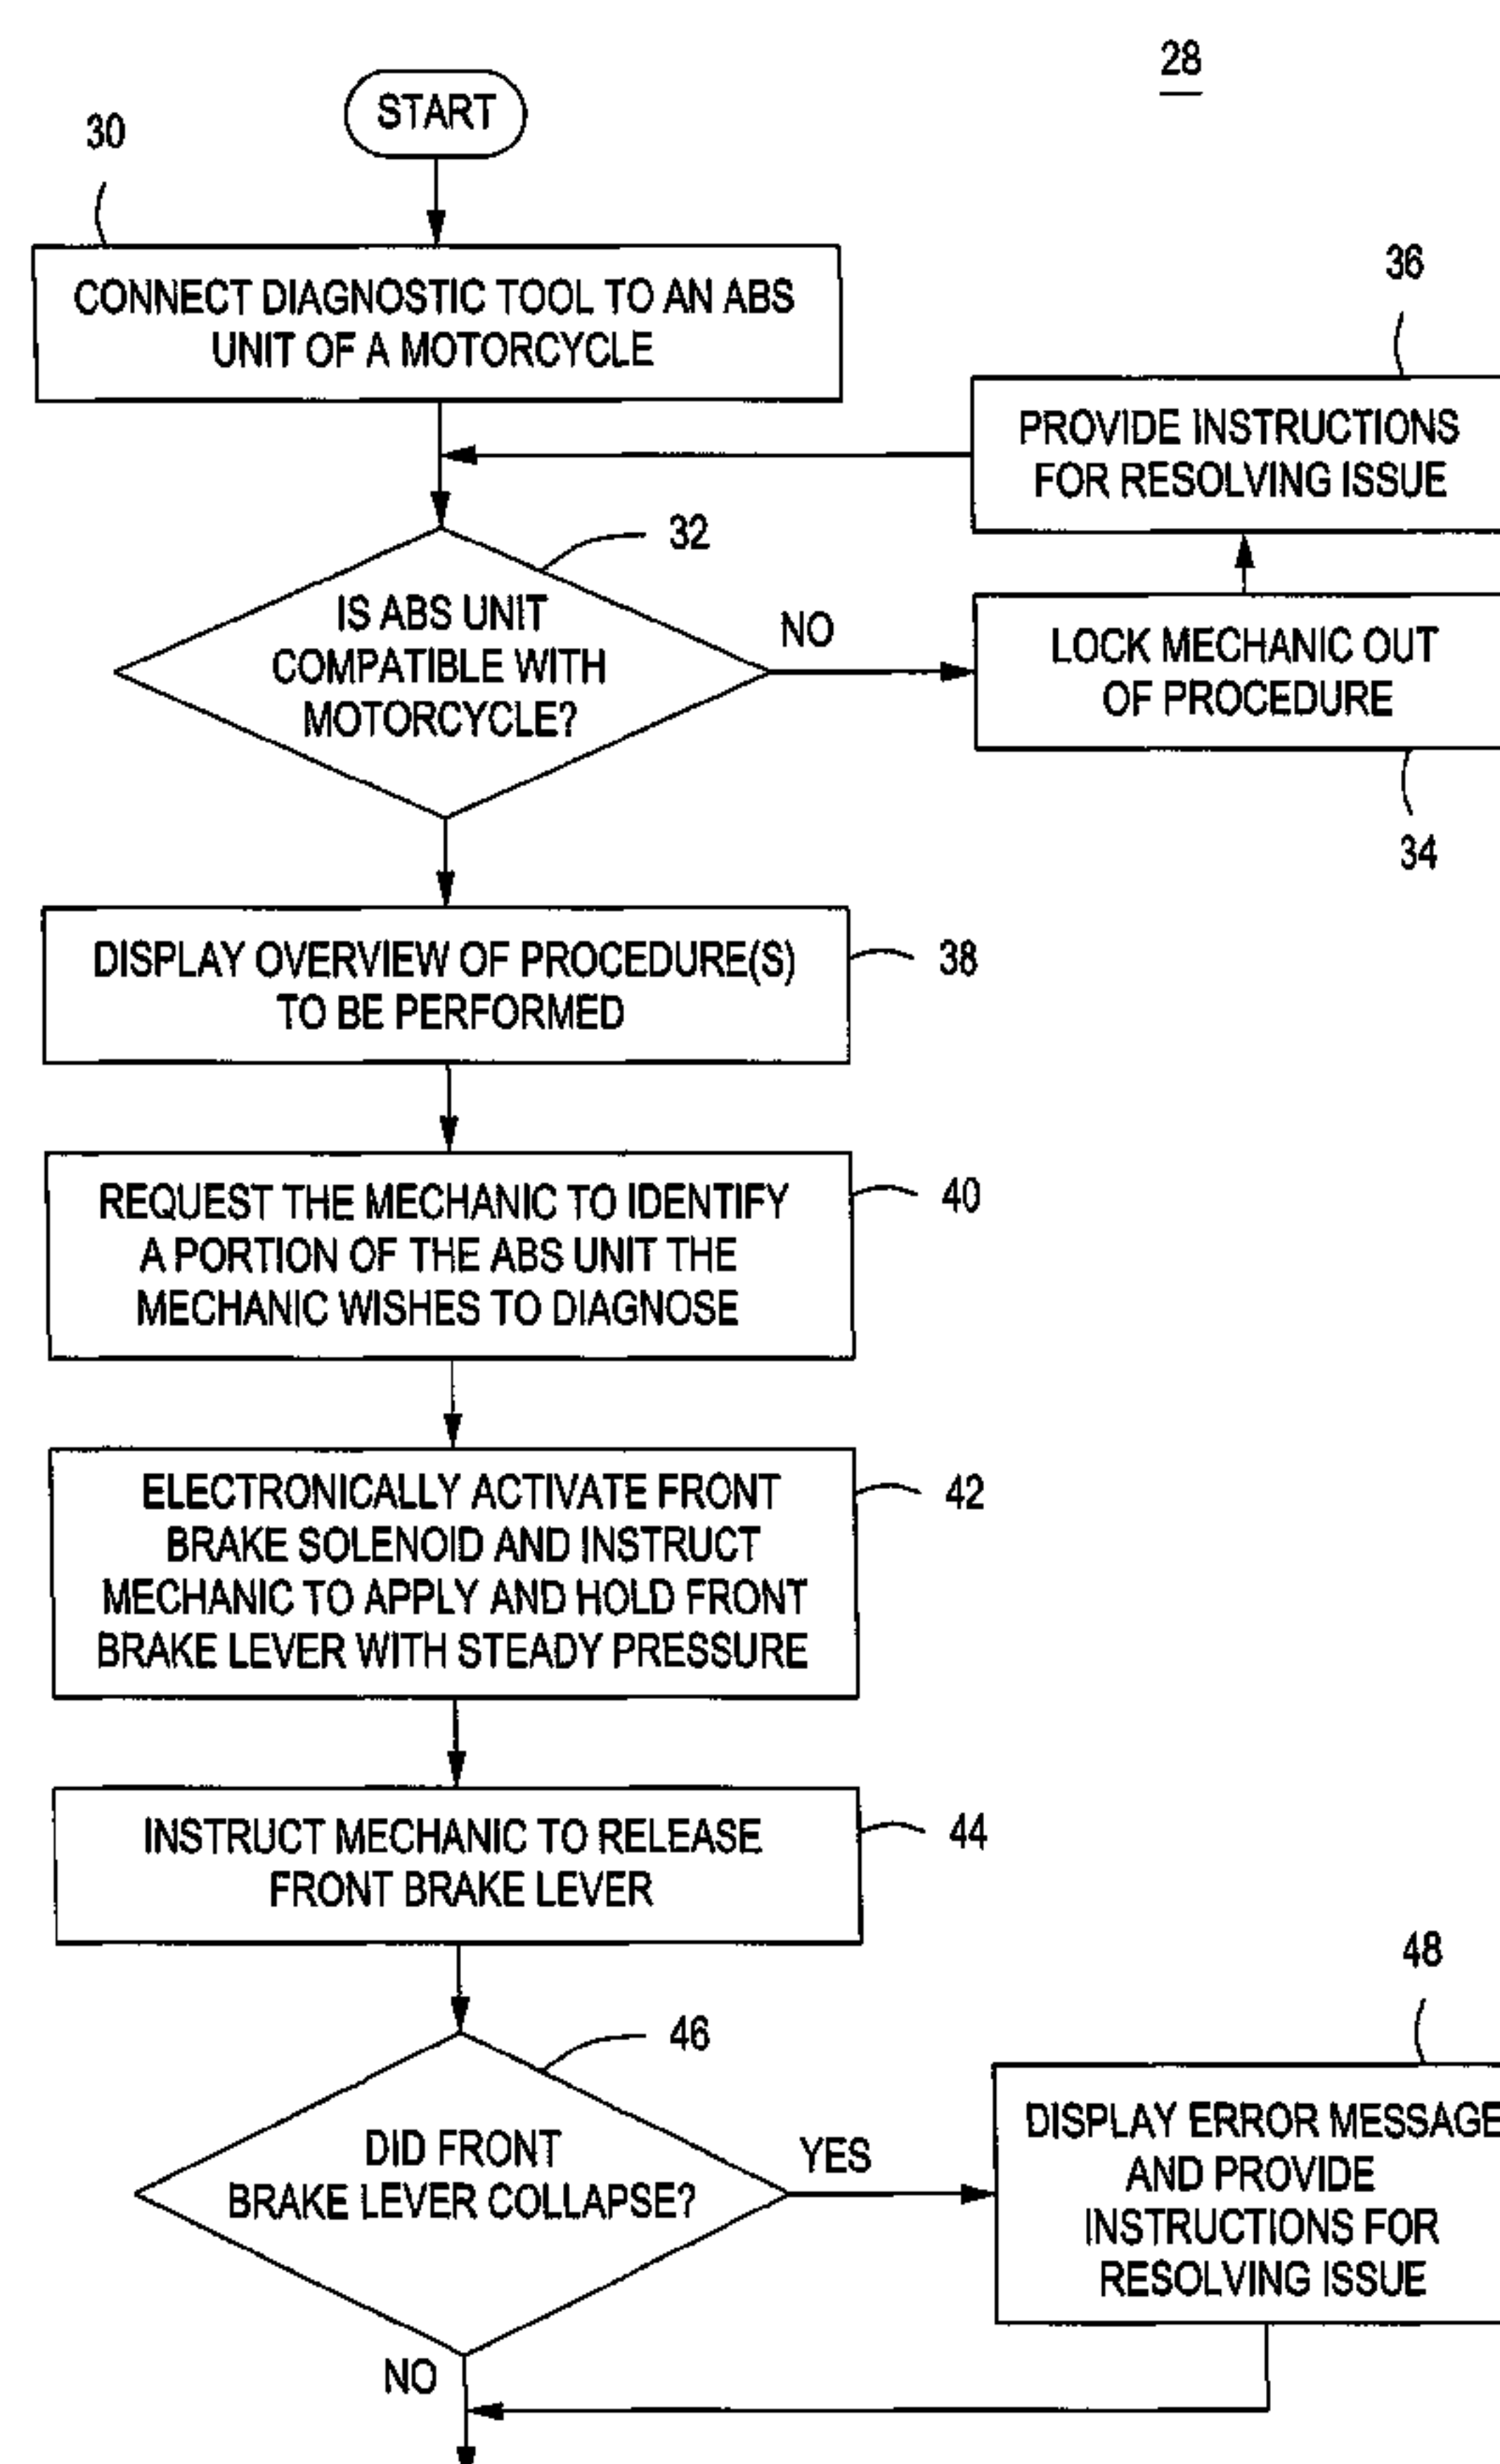 28
START
30
CONNECT DIAGNOSTIC TOOL TO AN ABS
UNIT OF A MOTORCYCLE
36
PROVIDE INSTRUCTIONS
FOR RESOLVING ISSUE
32
IS ABS UNIT
COMPATIBLE WITH
MOTORCYCLE?
NO
LOCK MECHANIC OUT
OF PROCEDURE
34
DISPLAY OVERVIEW OF PROCEDURE(S)
TO BE PERFORMED
38
REQUEST THE MECHANIC TO IDENTIFY
A PORTION OF THE ABS UNIT THE
MECHANIC WISHES TO DIAGNOSE
40
ELECTRONICALLY ACTIVATE FRONT
BRAKE SOLENOID AND INSTRUCT
MECHANIC TO APPLY AND HOLD FRONT
BRAKE LEVER WITH STEADY PRESSURE
42
INSTRUCT MECHANIC TO RELEASE
FRONT BRAKE LEVER
44
46
DID FRONT
BRAKE LEVER COLLAPSE?
YES
48
DISPLAY ERROR MESSAGE
AND PROVIDE
INSTRUCTIONS FOR
RESOLVING ISSUE
NO